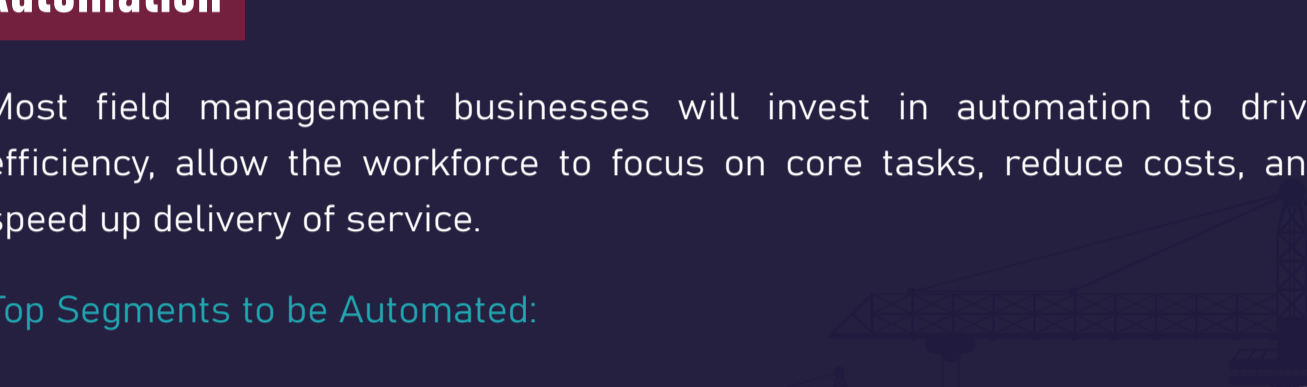 Automation
Most field management businesses will invest in automation to driv
efficiency, allow the workforce to focus on core tasks, reduce costs, an
speed up delivery of service.
Top Segments to be Automated: